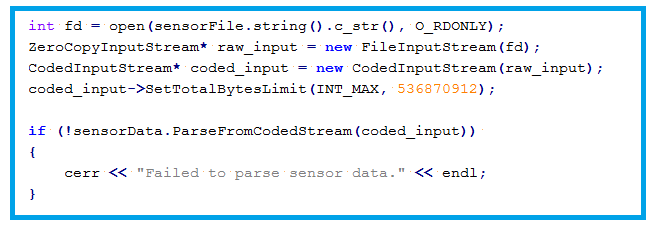 int fd = open(sensorFile.string().c_str(), O_RDONLY);
ZeroCopyInputStream* raw_input = new FileInputStream(fd);
CodedInputStream* coded_input = new CodedInputStream(raw_input);
coded_input->SetTotalBytesLimit(INT_MAX, 536870912);
if (!sensorData.ParseFromCodedStream(coded_input))
{
cerr << "Failed to parse sensor data." << endl;
}